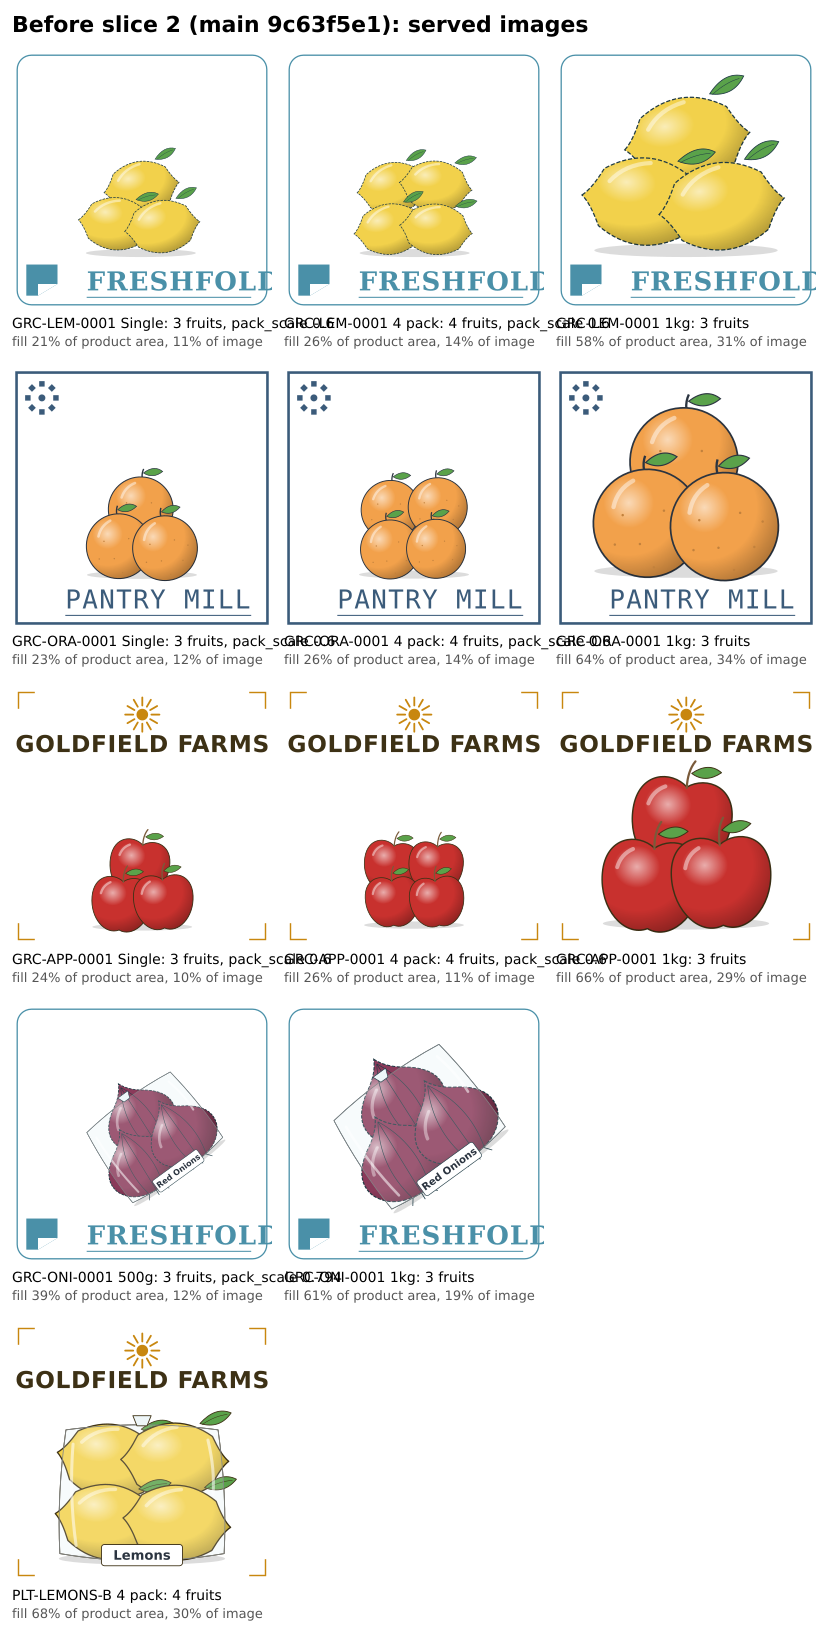 Before slice 2 (main 9c63f5e1): served images
FRESHFOLD
FRESHFOLD
FRESHFOLD
GRC-LEM-0001 Single: 3 fruits, pack_scale 0.6
GRC-LEM-0001 4 pack: 4 fruits, pack_scale 0.6
GRC-LEM-0001 1kg: 3 fruits
fill 21% of product area, 11% of image
fill 26% of product area, 14% of image
fill 58% of product area, 31% of image
PANTRY MILL
PANTRY MILL
PANTRY MILL
GRC-ORA-0001 Single: 3 fruits, pack_scale 0.6
GRC-ORA-0001 4 pack: 4 fruits, pack_scale 0.6
GRC-ORA-0001 1kg: 3 fruits
fill 23% of product area, 12% of image
fill 26% of product area, 14% of image
fill 64% of product area, 34% of image
GOLDFIELD FARMS
GOLDFIELD FARMS
GOLDFIELD FARMS
GRC-APP-0001 Single: 3 fruits, pack_scale 0.6
GRC-APP-0001 4 pack: 4 fruits, pack_scale 0.6
GRC-APP-0001 1kg: 3 fruits
fill 24% of product area, 10% of image
fill 26% of product area, 11% of image
fill 66% of product area, 29% of image
Red Onions
Red Onions
FRESHFOLD
FRESHFOLD
GRC-ONI-0001 500g: 3 fruits, pack_scale 0.794
GRC-ONI-0001 1kg: 3 fruits
fill 39% of product area, 12% of image
fill 61% of product area, 19% of image
GOLDFIELD FARMS
Lemons
PLT-LEMONS-B 4 pack: 4 fruits
fill 68% of product area, 30% of image